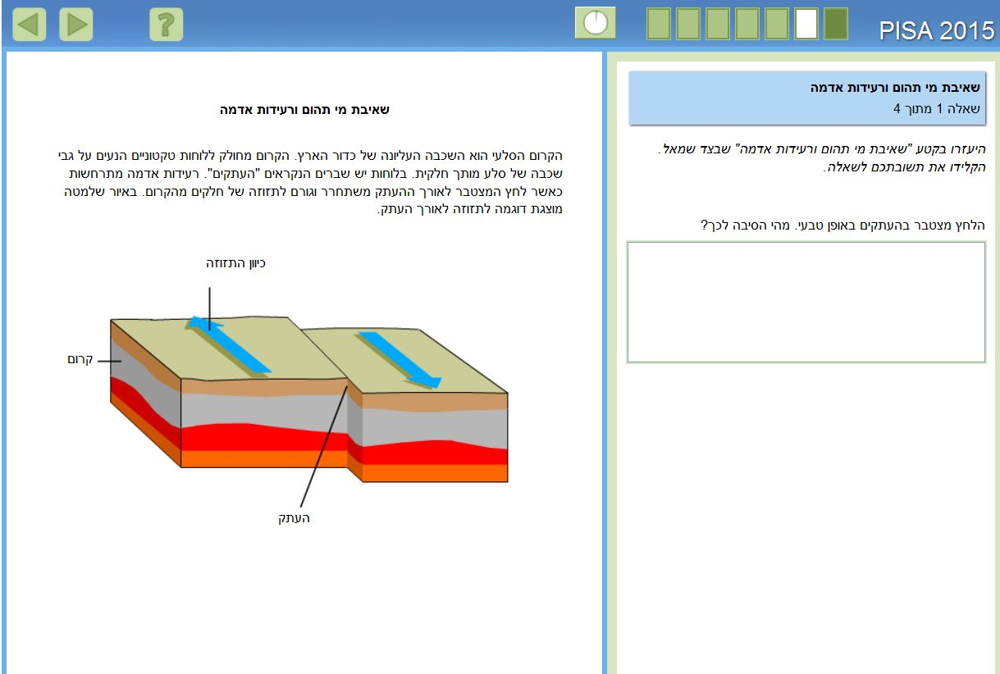 PISA 2015
שאיבת מי תהום ורעידות אדמה
שאלה 1 מתוך 4
היעזרו בקטע "שאיבת מי תהום ורעידות אדמה" שבצד שמאל.
הקלידו את תשובתכם לשאלה.
הלחץ מצטבר בהעתקים באופן טבעי. מהי הסיבה לכך?
שאיבת מי תהום ורעידות אדמה
הקרום הסלעי הוא השכבה העליונה של כדור הארץ. הקרום מחולק ללוחות טקטוניים הנעים על גבי
שכבה של סלע מותך חלקית. בלוחות יש שברים הנקראים "העתקים". רעידות אדמה מתרחשות
כאשר לחץ המצטבר לאורך ההעתק משתחרר וגורם לתזוזה של חלקים מהקרום. באיור שלמטה
מוצגת דוגמה לתזוזה לאורך העתק.
כיוון התזוזה
קרום
העתק
?